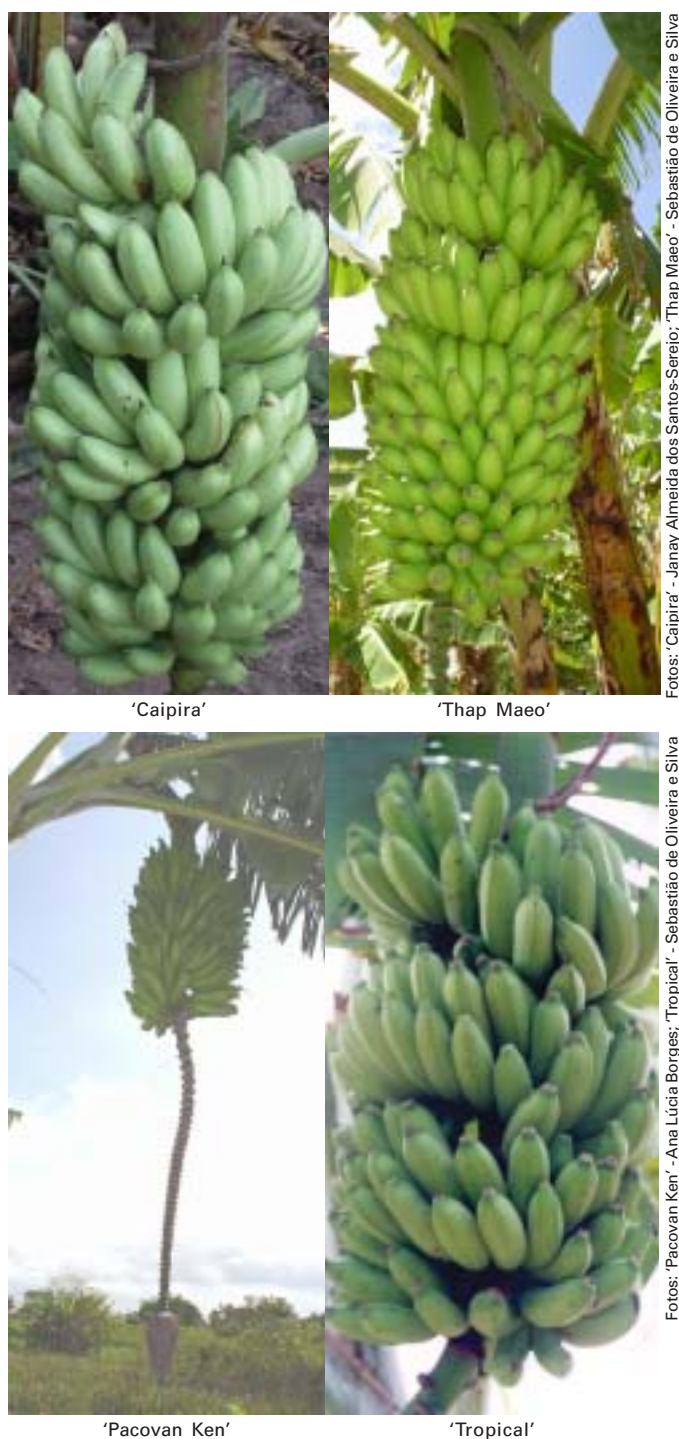 Fotos: ‘Caipira’ - Janay Almeida dos Santos-Serejo; ‘Thap Maeo’ - Sebastião de Oliveira e Silva
‘Caipira’
‘Thap Maeo’
Fotos: ‘Pacovan Ken’ - Ana Lúcia Borges; ‘Tropical’ - Sebastião de Oliveira e Silva
‘Pacovan Ken’
‘Tropical’